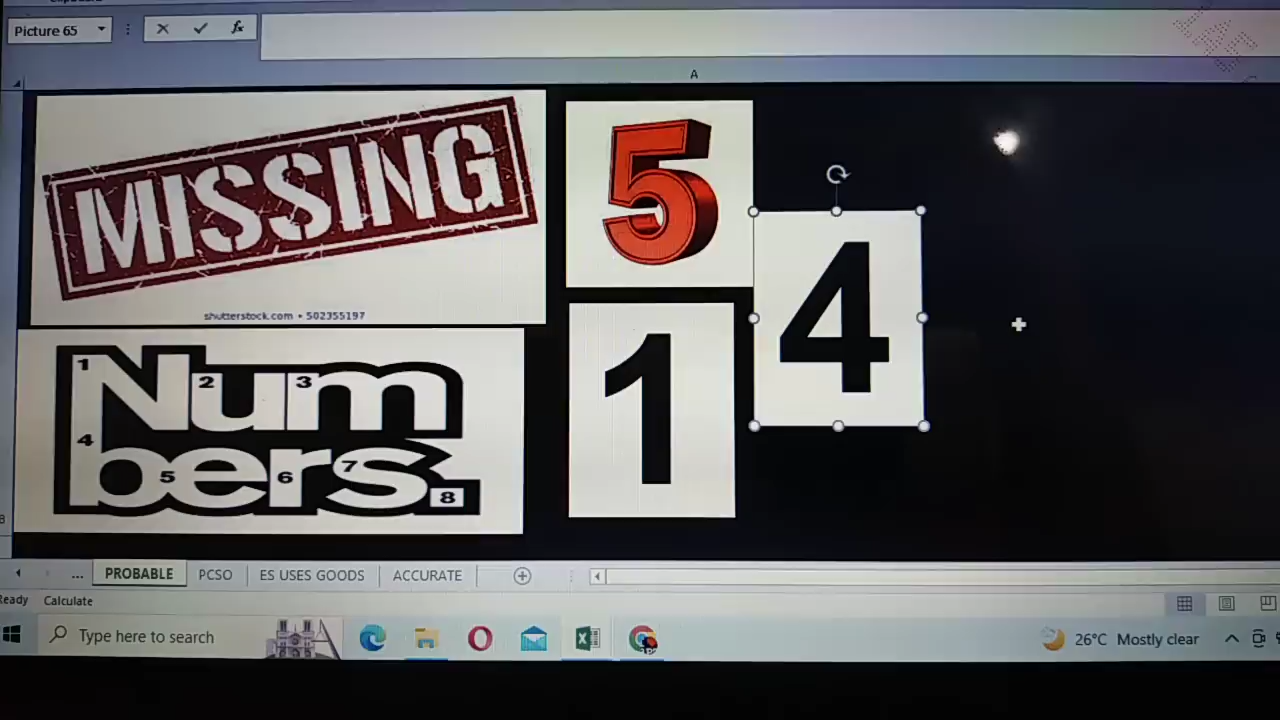 Picture 65
fx
A
MISSING
shutterstock.com • 502355197
5
4
1
1 Num 2 3
4 bers. 5 6 7 8
... PROBABLE PCSO ES USES GOODS ACCURATE
Ready Calculate
Type here to search
26°C Mostly clear